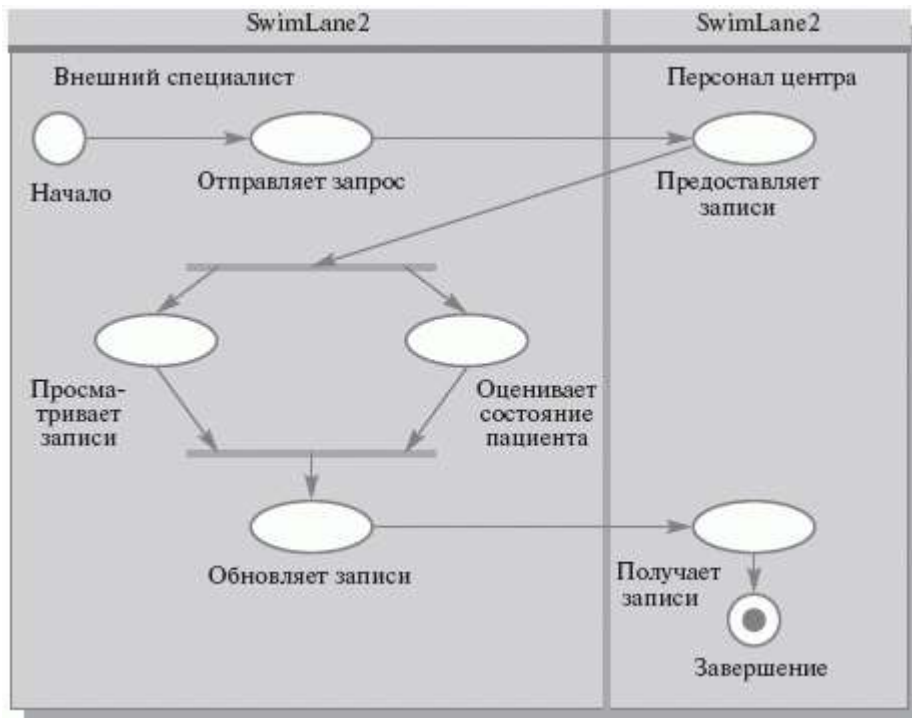 SwimLane2
SwimLane2
Внешний специалист
Персонал центра
Начало
Отправляет запрос
Предоставляет
записи
Просма-
тривает
записи
Оценивает
состояние
пациента
Обновляет записи
Получает
записи
Завершение